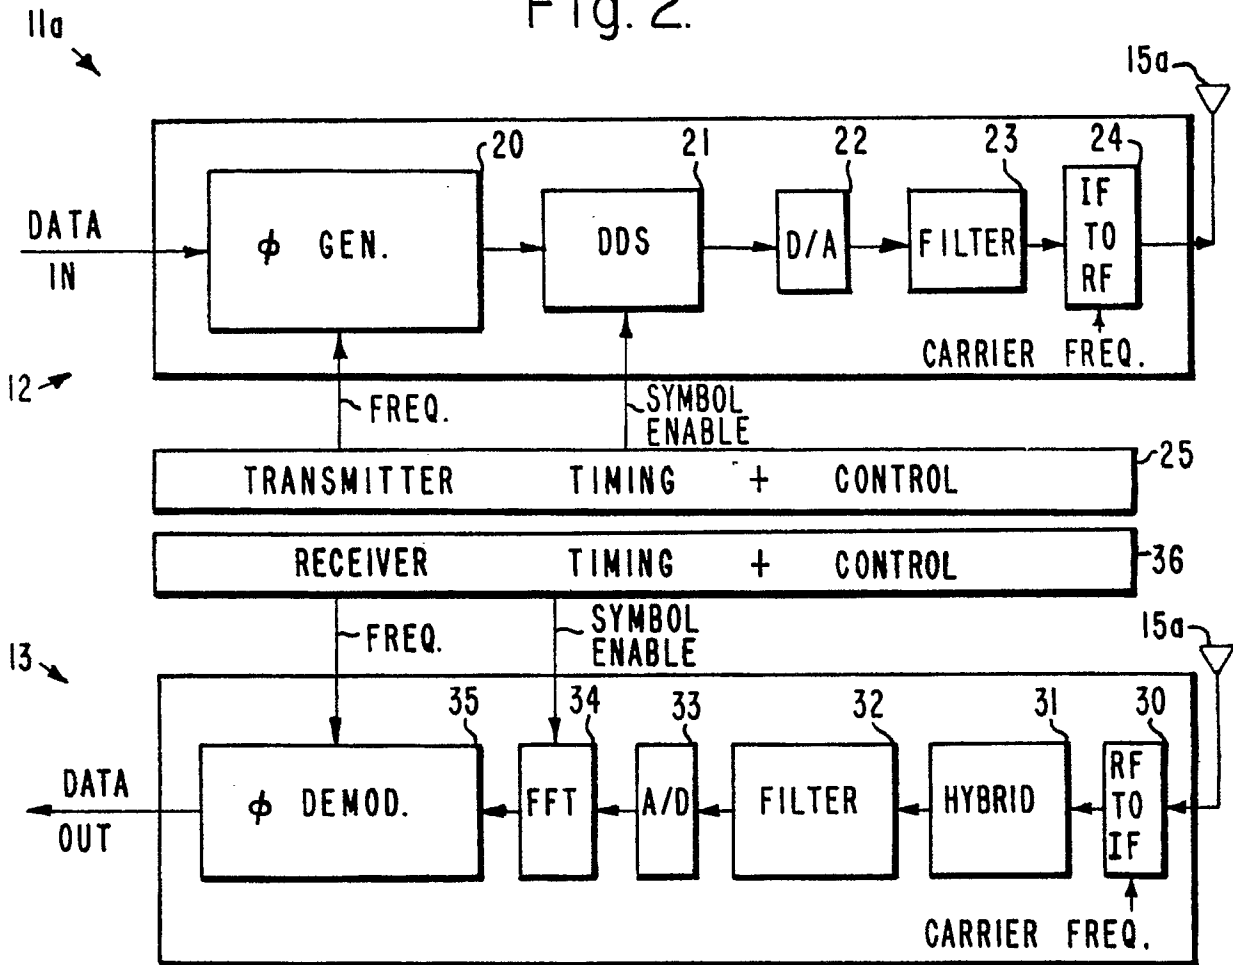 Fig. 2.
11a
15a
20
21
22
23
24
DATA
IN
ϕ GEN.
DDS
D/A
FILTER
IF
TO
RF
CARRIER FREQ.
12
FREQ.
SYMBOL
ENABLE
TRANSMITTER TIMING + CONTROL
25
RECEIVER TIMING + CONTROL
36
FREQ.
SYMBOL
ENABLE
15a
13
35
34
33
32
31
30
DATA
OUT
ϕ DEMOD.
FFT
A/D
FILTER
HYBRID
RF
TO
IF
CARRIER FREQ.